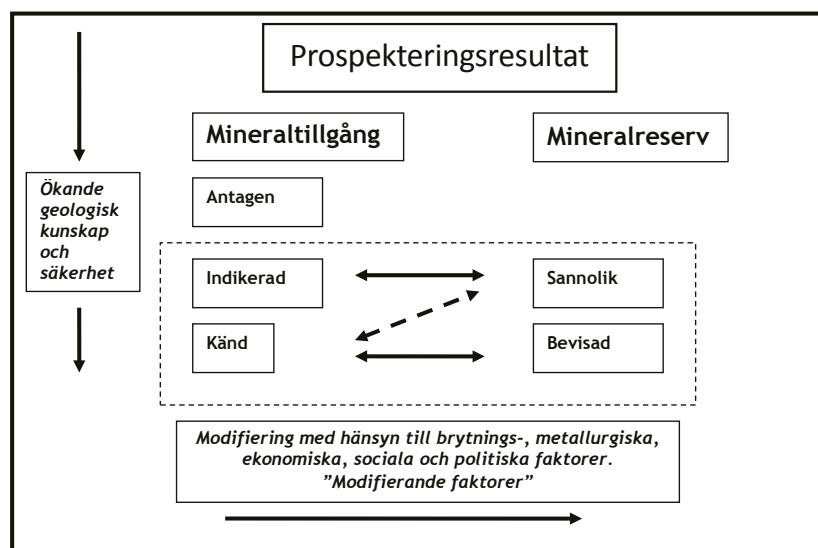 Prospekteringsresultat
Mineraltillgång
Mineralreserv
Ökande
geologisk
kunskap
och
säkerhet
Antagen
Indikerad
Sannolik
Känd
Bevisad
Modifiering med hänsyn till brytnings-, metallurgiska,
ekonomiska, sociala och politiska faktorer.
”Modifierande faktorer”